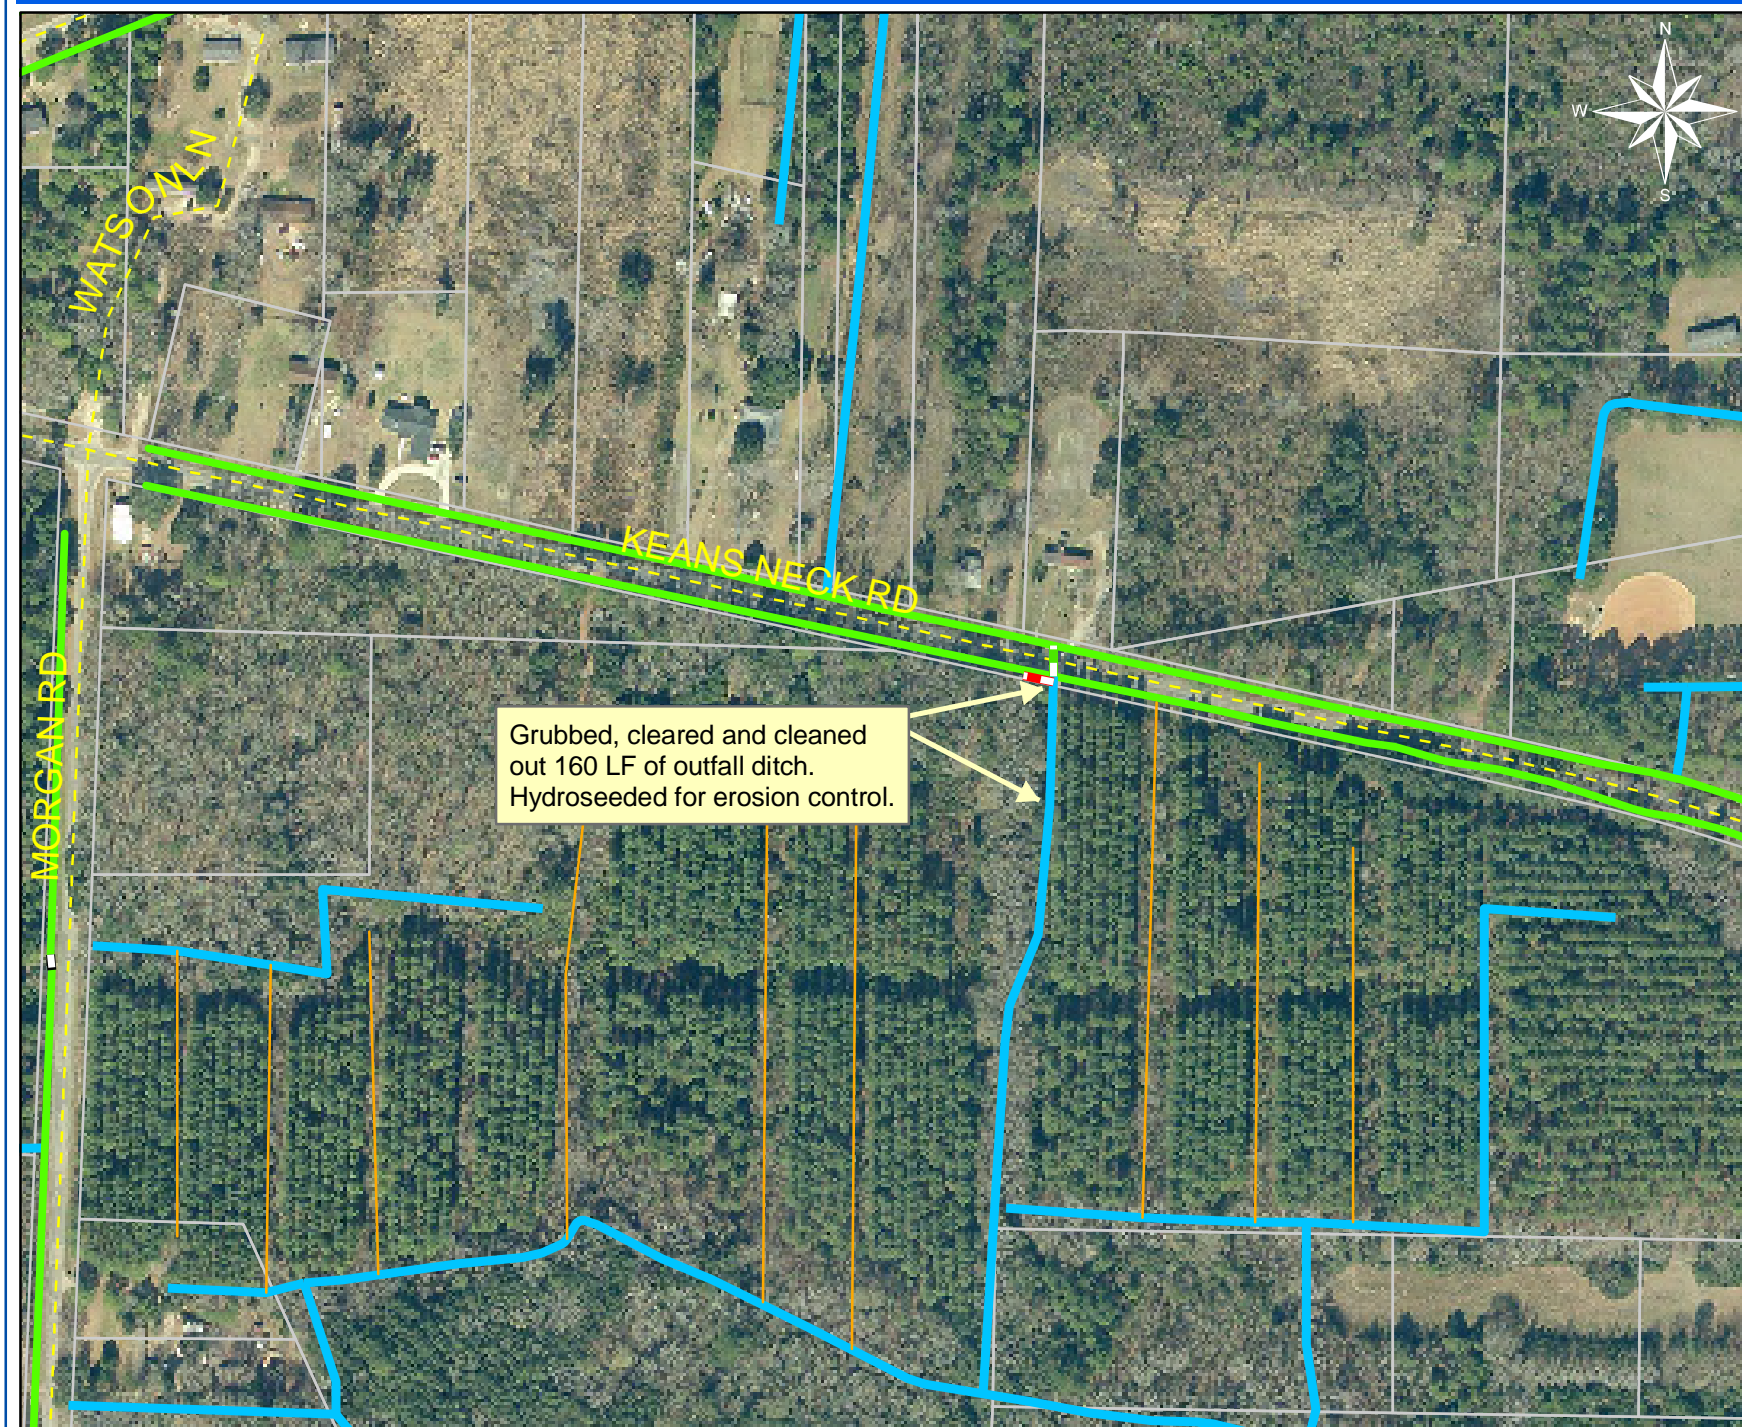 N
W
S
WATSON LN
KEANS NECK RD
MORGAN RD
Grubbed, cleared and cleaned
out 160 LF of outfall ditch.
Hydroseeded for erosion control.